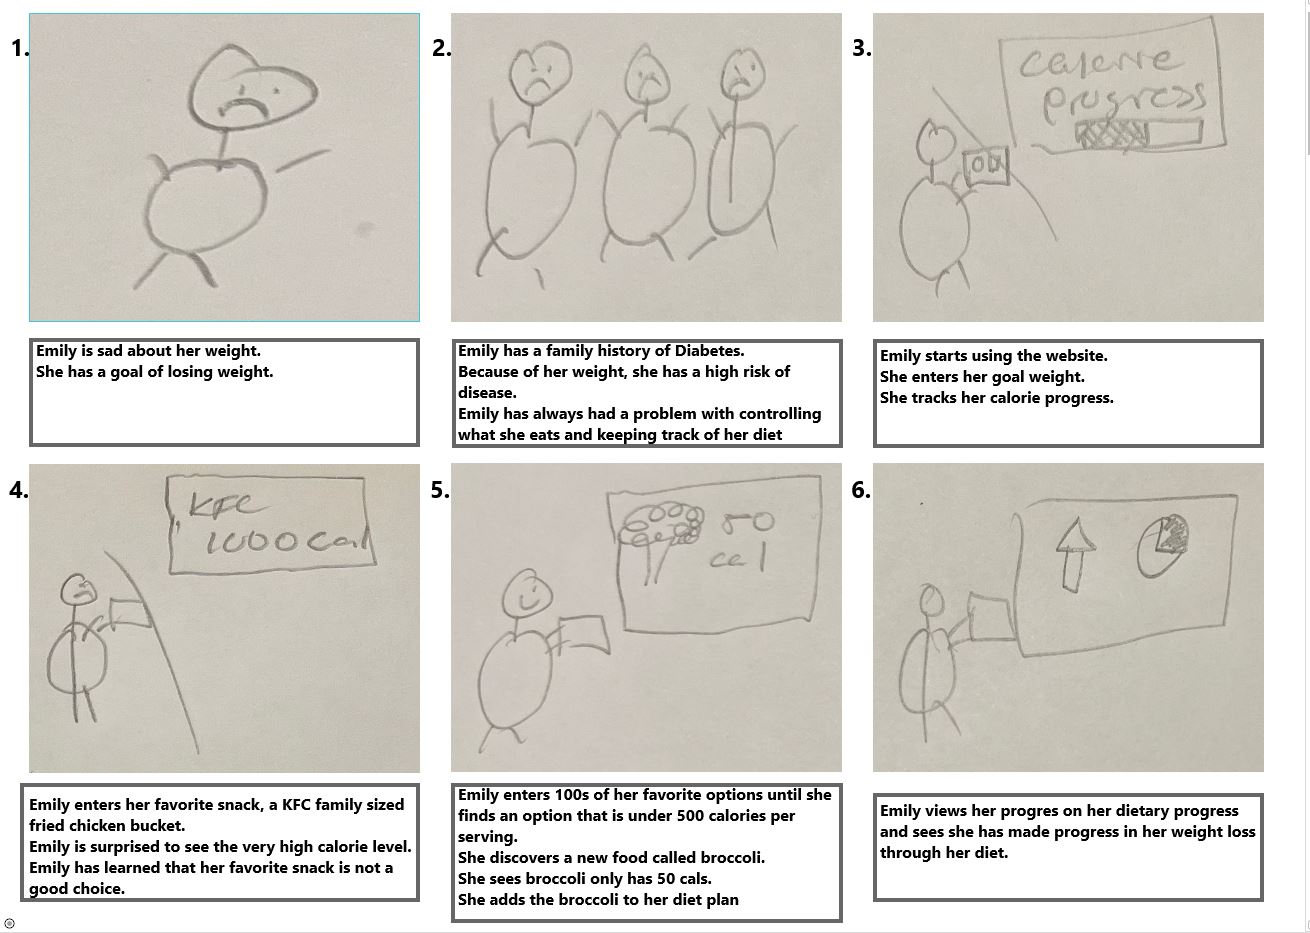 1.
2.
3.
calorie
progress
Emily is sad about her weight.
She has a goal of losing weight.
Emily has a family history of Diabetes.
Because of her weight, she has a high risk of
disease.
Emily has always had a problem with controlling
what she eats and keeping track of her diet
Emily starts using the website.
She enters her goal weight.
She tracks her calorie progress.
4.
KFC
1000 cal
5.
50
cal
6.
Emily enters her favorite snack, a KFC family sized
fried chicken bucket.
Emily is surprised to see the very high calorie level.
Emily has learned that her favorite snack is not a
good choice.
Emily enters 100s of her favorite options until she
finds an option that is under 500 calories per
serving.
She discovers a new food called broccoli.
She sees broccoli only has 50 cals.
She adds the broccoli to her diet plan
Emily views her progres on her dietary progress
and sees she has made progress in her weight loss
through her diet.